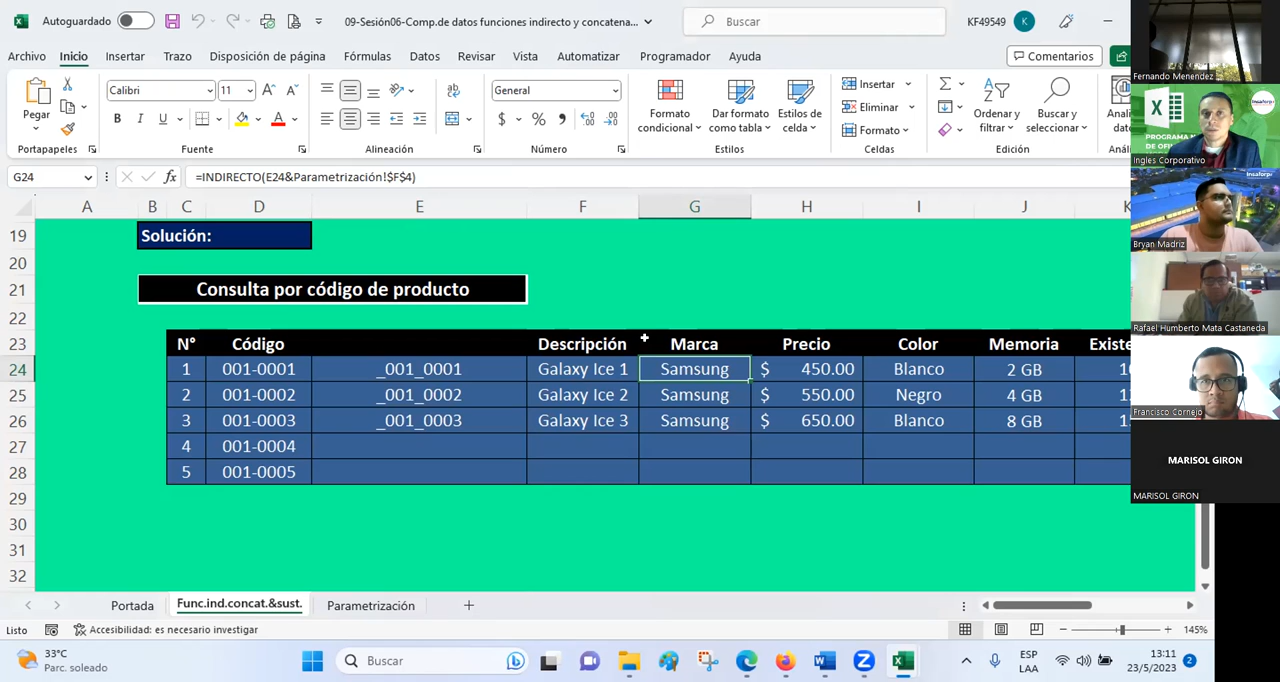 Autoguardado 09-Sesión06-Comp.de datos funciones indirecto y concatena... Buscar KF49549 K
Archivo Inicio Insertar Trazo Disposición de página Fórmulas Datos Revisar Vista Automatizar Programador Ayuda Comentarios
Pegar Calibri 11 General
N K S
Formato condicional Dar formato como tabla Estilos de celda
Insertar
Eliminar
Formato
Ordenar y filtrar Buscar y seleccionar
Portapapeles Fuente Alineación Número Estilos Celdas Edición
G24 fx =INDIRECTO(E24&Parametrización!$F$4)
A B C D E F G H I J K
19 Solución:
20
21 Consulta por código de producto
22
23 N° Código Descripción Marca Precio Color Memoria
24 1 001-0001 _001_0001 Galaxy Ice 1 Samsung $ 450.00 Blanco 2 GB
25 2 001-0002 _001_0002 Galaxy Ice 2 Samsung $ 550.00 Negro 4 GB
26 3 001-0003 _001_0003 Galaxy Ice 3 Samsung $ 650.00 Blanco 8 GB
27 4 001-0004
28 5 001-0005
29
30
31
32
Portada Func.ind.concat.&sust. Parametrización
Listo Accesibilidad: es necesario investigar 145%
33°C
Parc. soleado
Buscar
ESP
LAA
13:11
23/5/2023
2
Fernando Menendez
Insaforp
Ingles Corporativo
Insaforp
Bryan Madriz
Rafael Humberto Mata Castaneda
Insaforp
Francisco Cornejo
MARISOL GIRON
MARISOL GIRON